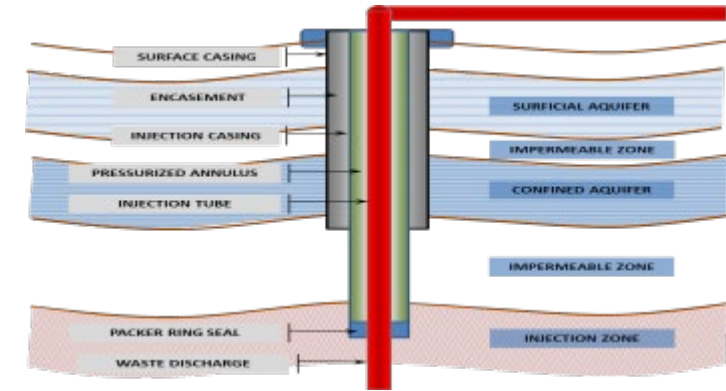 SURFACE CASING
ENCASEMENT
SURFICIAL AQUIFER
INJECTION CASING
IMPERMEABLE ZONE
PRESSURIZED ANNULUS
CONFINED AQUIFER
INJECTION TUBE
IMPERMEABLE ZONE
PACKER RING SEAL
INJECTION ZONE
WASTE DISCHARGE